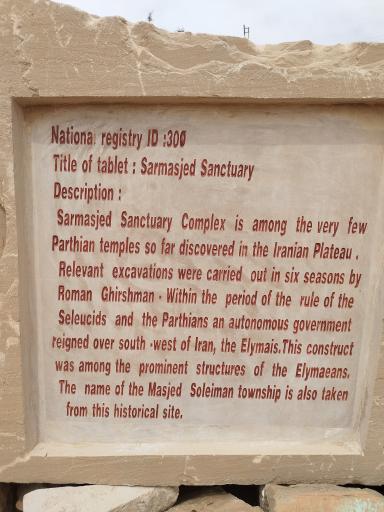 National registry ID :300
Title of tablet : Sarmasjed Sanctuary
Description :
Sarmasjed Sanctuary Complex is among the very few
Parthian temples so far discovered in the Iranian Plateau .
Relevant excavations were carried out in six seasons by
Roman Ghirshman . Within the period of the rule of the
Seleucids and the Parthians an autonomous government
reigned over south -west of Iran, the Elymais.This construct
was among the prominent structures of the Elymaeans.
The name of the Masjed Soleiman township is also taken
from this historical site.